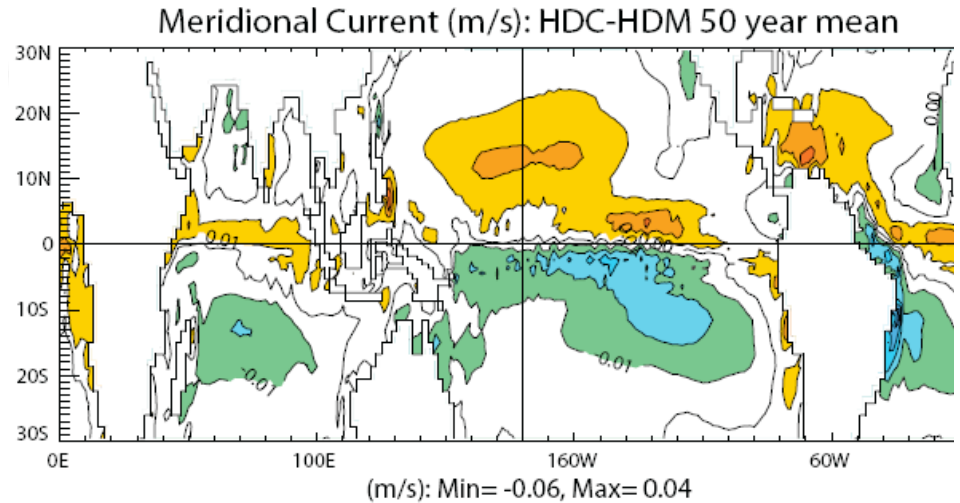 Meridional Current (m/s): HDC-HDM 50 year mean
30N
20N
0.00
10N
0.01
0
10S
-0.01
-0.01
20S
30S
0E 100E 160W 60W
(m/s): Min= -0.06, Max= 0.04